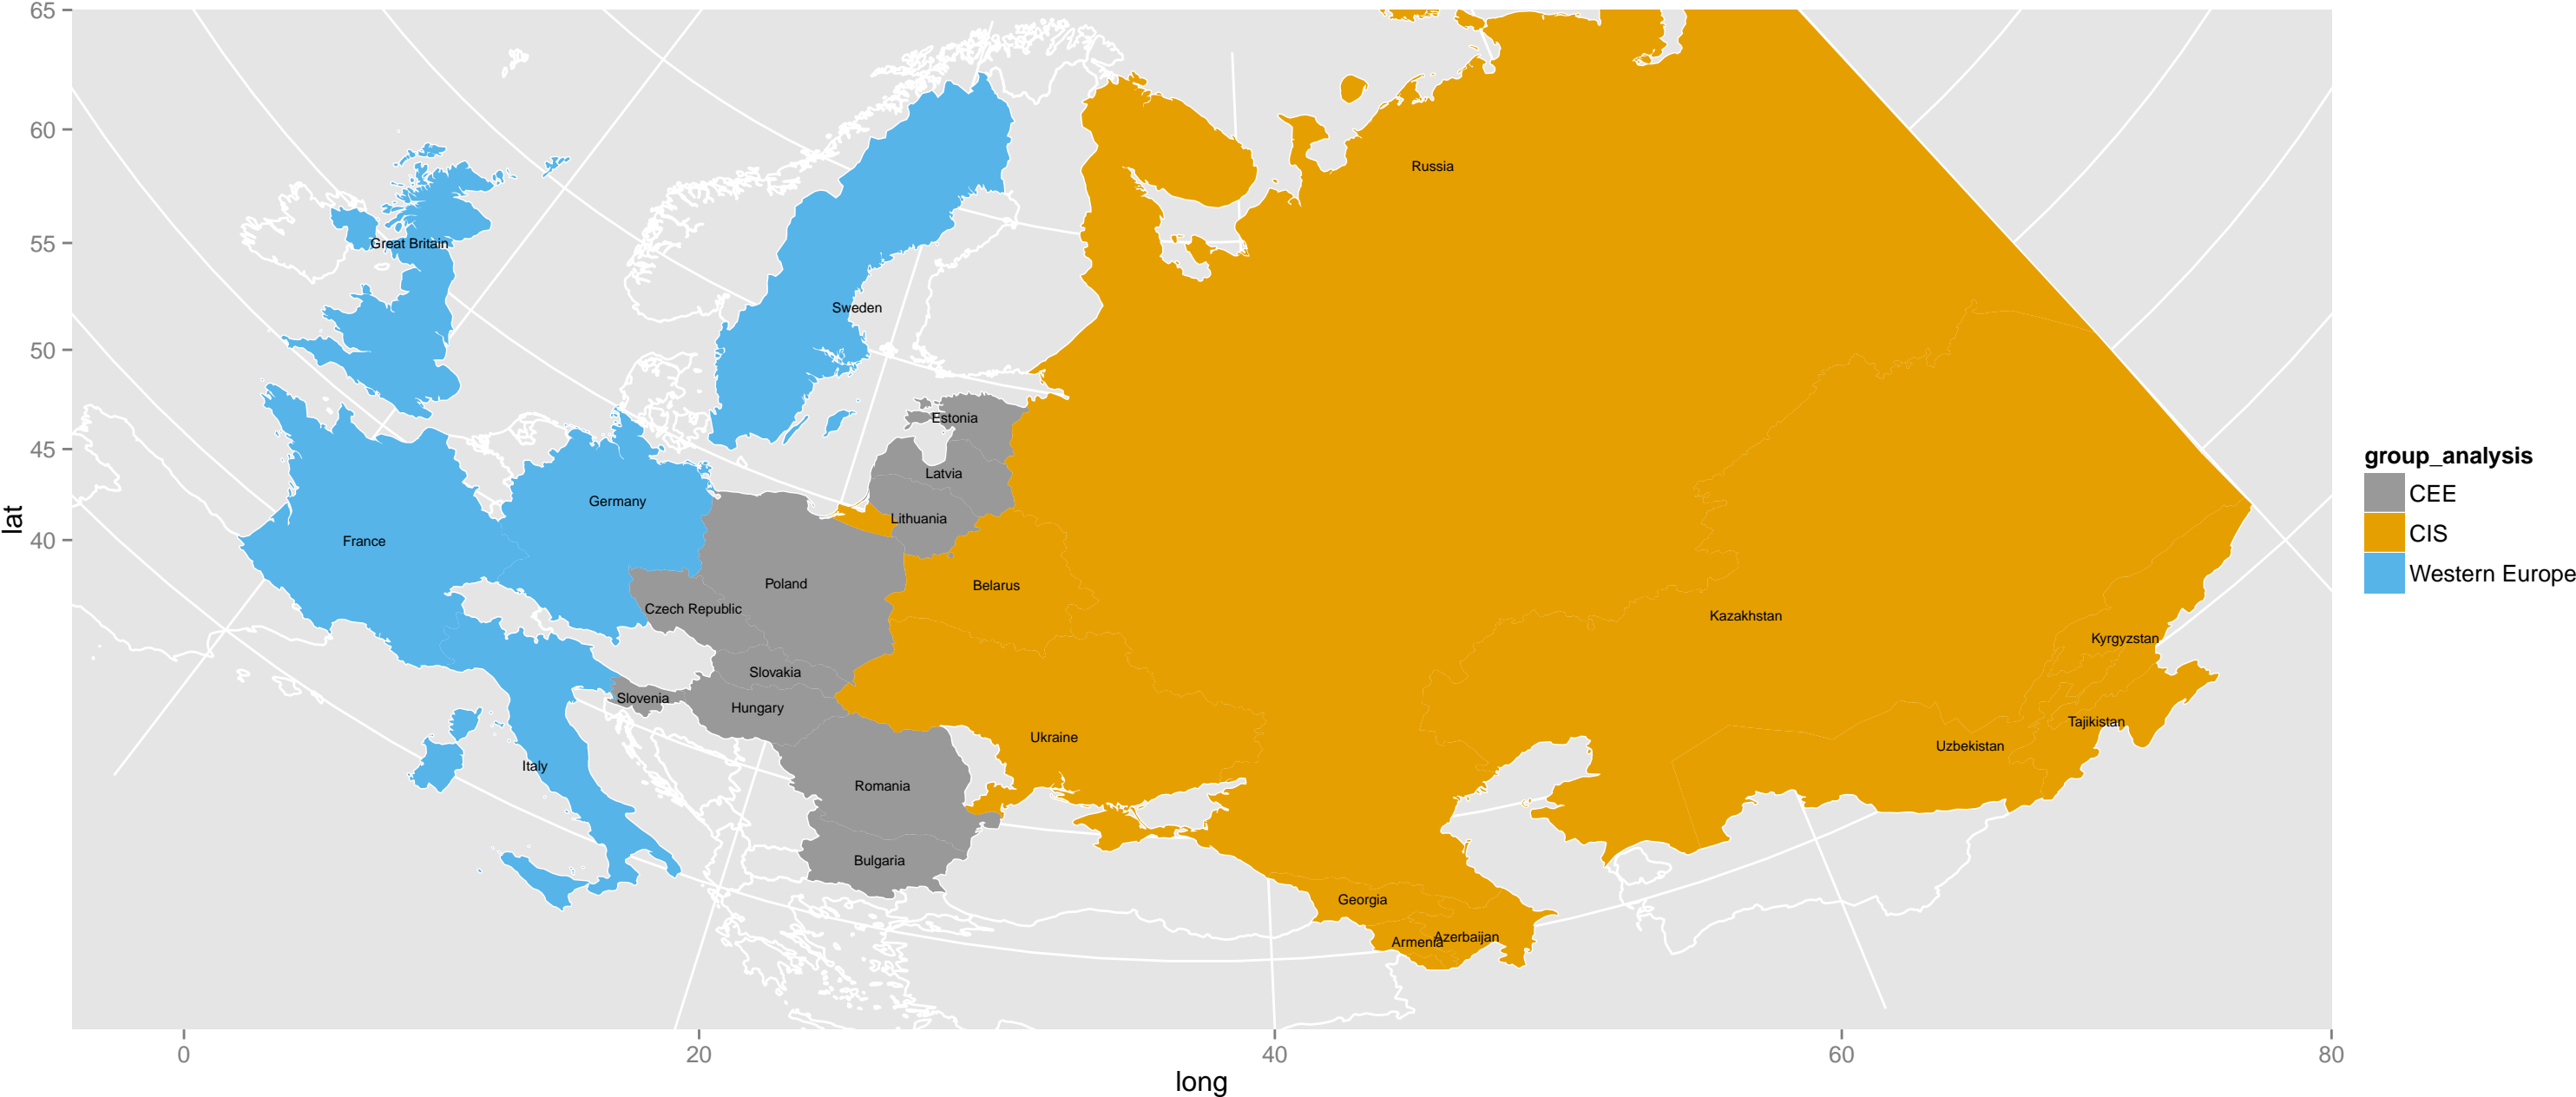 65
60
55
50
45
40
lat
Russia
Great Britain
Sweden
Estonia
Latvia
Germany
Lithuania
France
Poland
Belarus
Czech Republic
Kazakhstan
Kyrgyzstan
Slovakia
Slovenia
Hungary
Tajikistan
Ukraine
Uzbekistan
Italy
Romania
Bulgaria
Georgia
Azerbaijan
Armenia
0 20 40 60 80
long
group_analysis
CEE
CIS
Western Europe